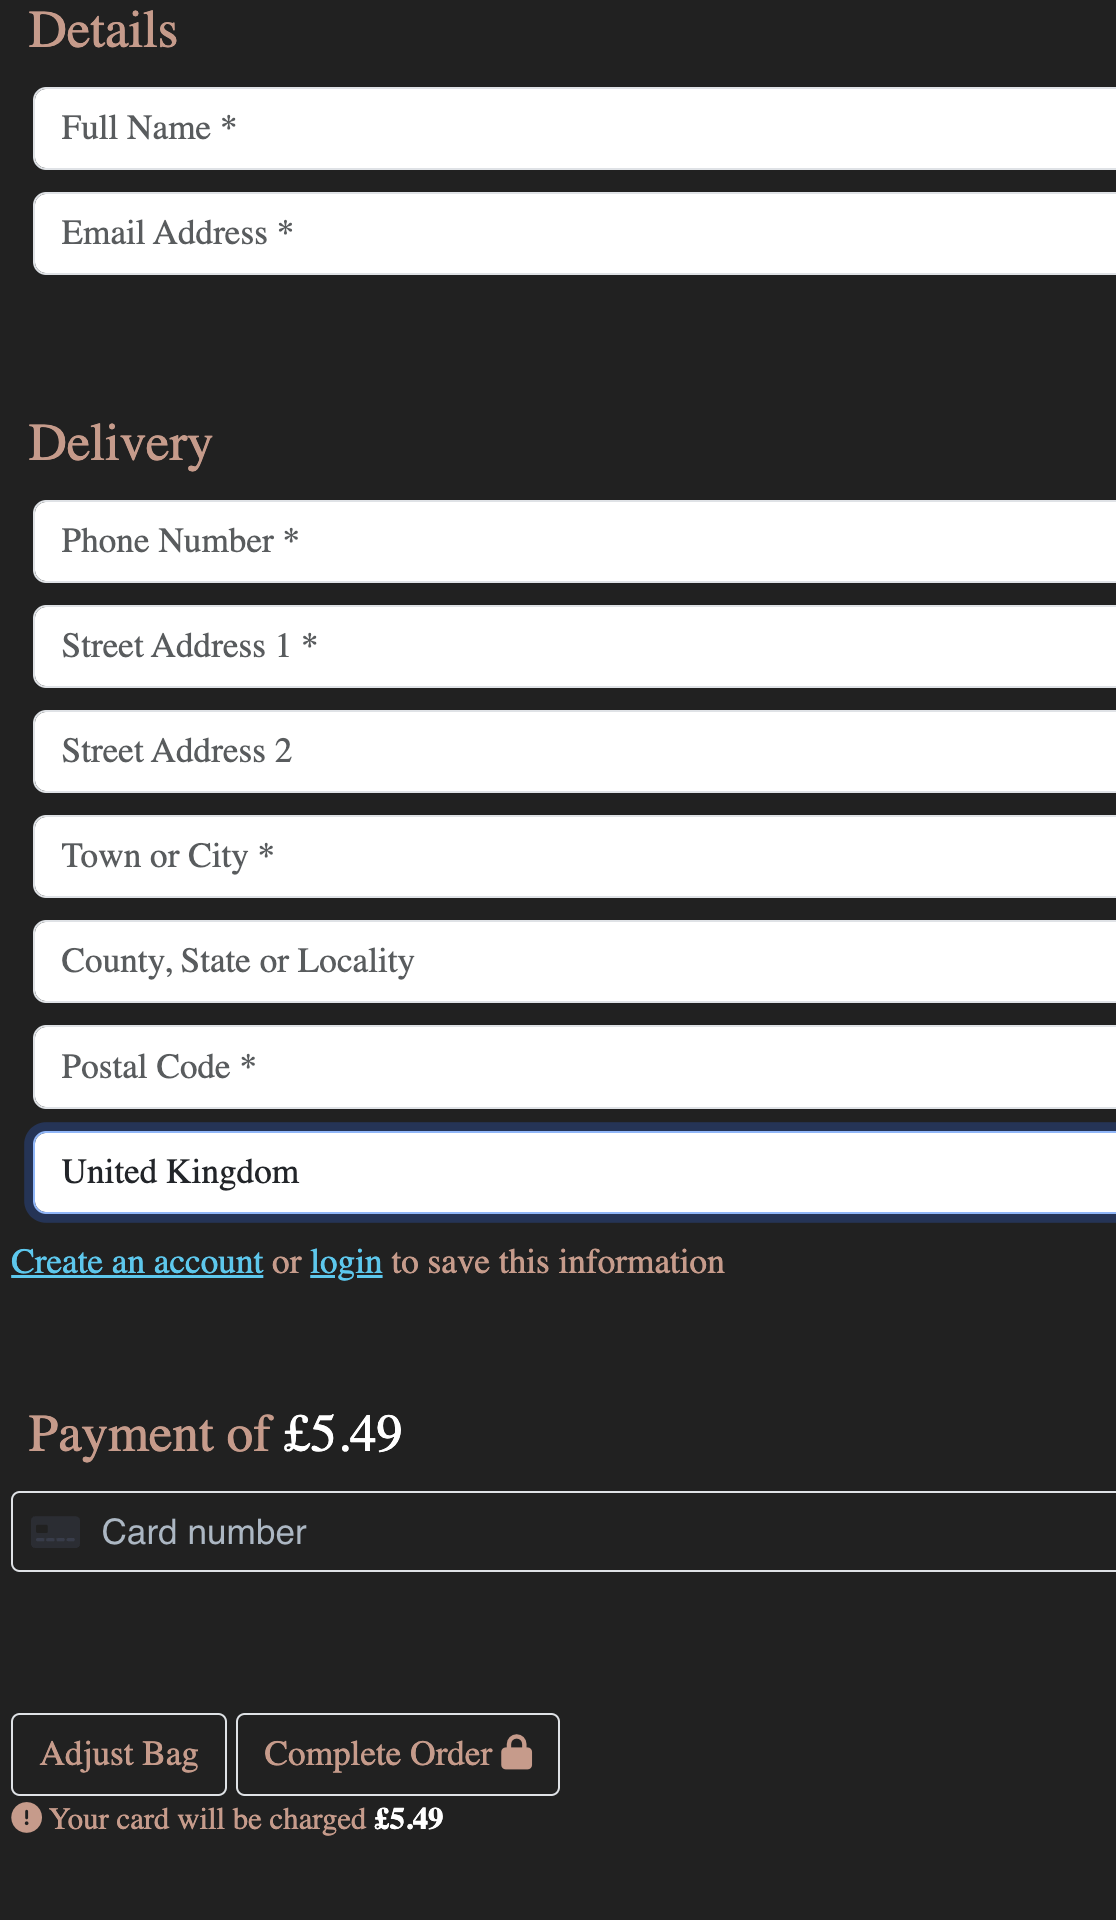 Details
Full Name *
Email Address *
Delivery
Phone Number *
Street Address 1 *
Street Address 2
Town or City *
County, State or Locality
Postal Code *
United Kingdom
Create an account or login to save this information
Payment of £5.49
Card number
Adjust Bag
Complete Order
Your card will be charged £5.49